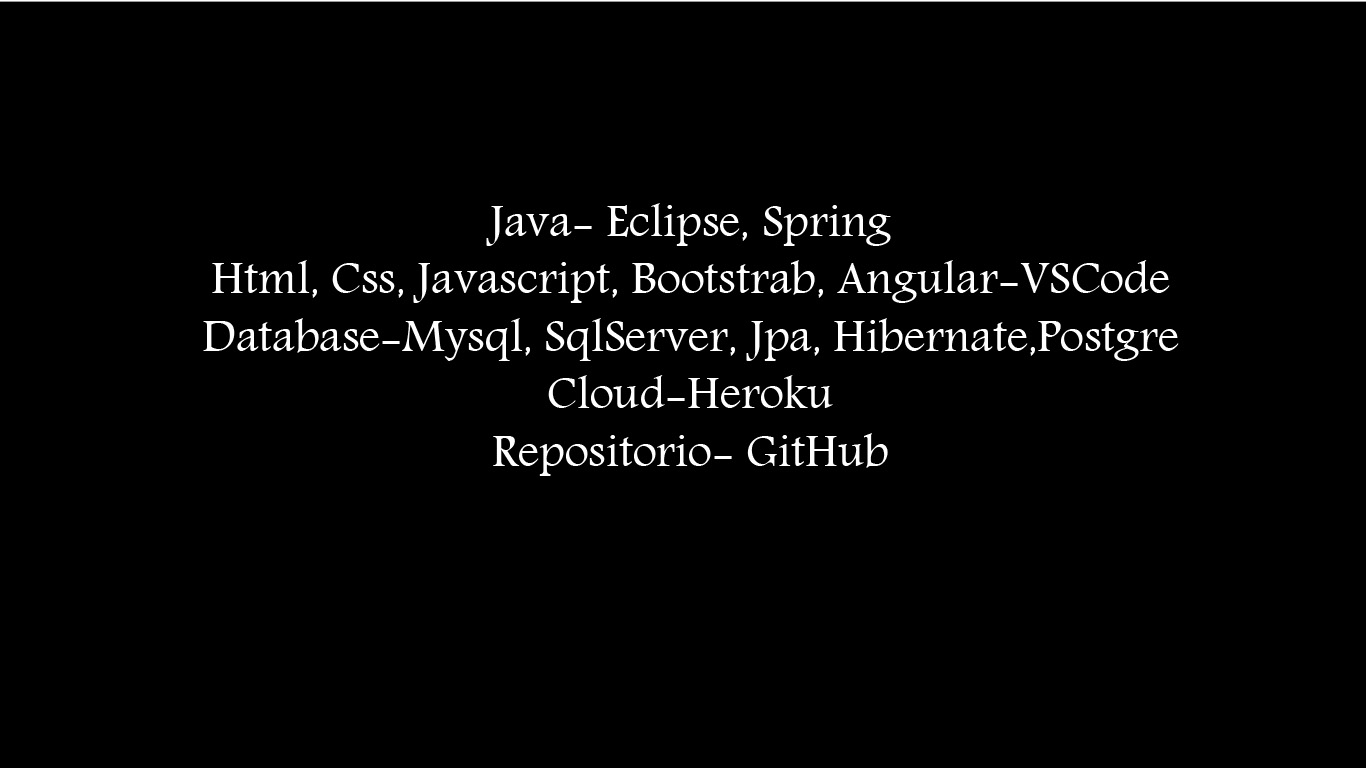 Java- Eclipse, Spring
Html, Css, Javascript, Bootstrab, Angular-VSCode
Database-Mysql, SqlServer, Jpa, Hibernate,Postgre
Cloud-Heroku
Repositorio- GitHub